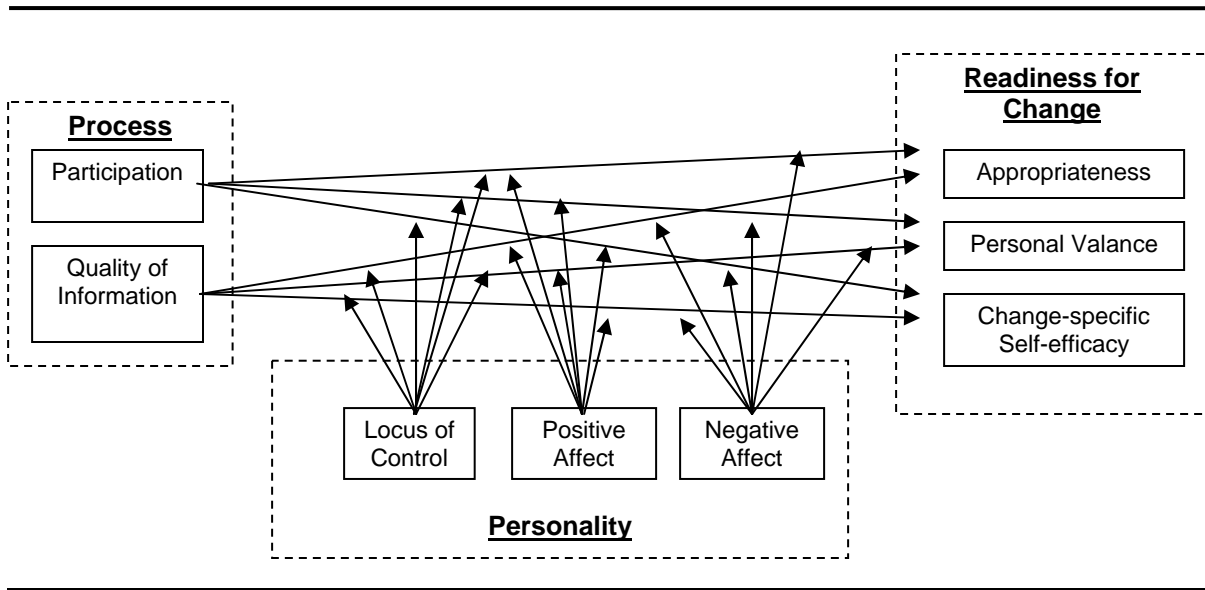 Process
Participation
Quality of
Information
Readiness for
Change
Appropriateness
Personal Valance
Change-specific
Self-efficacy
Locus of
Control
Positive
Affect
Negative
Affect
Personality